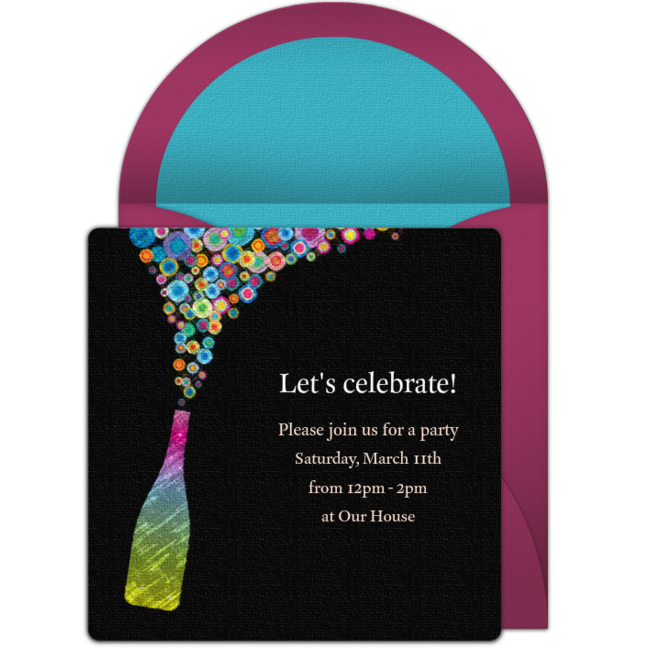 Let's celebrate!
Please join us for a party
Saturday, March 11th
from 12pm - 2pm
at Our House